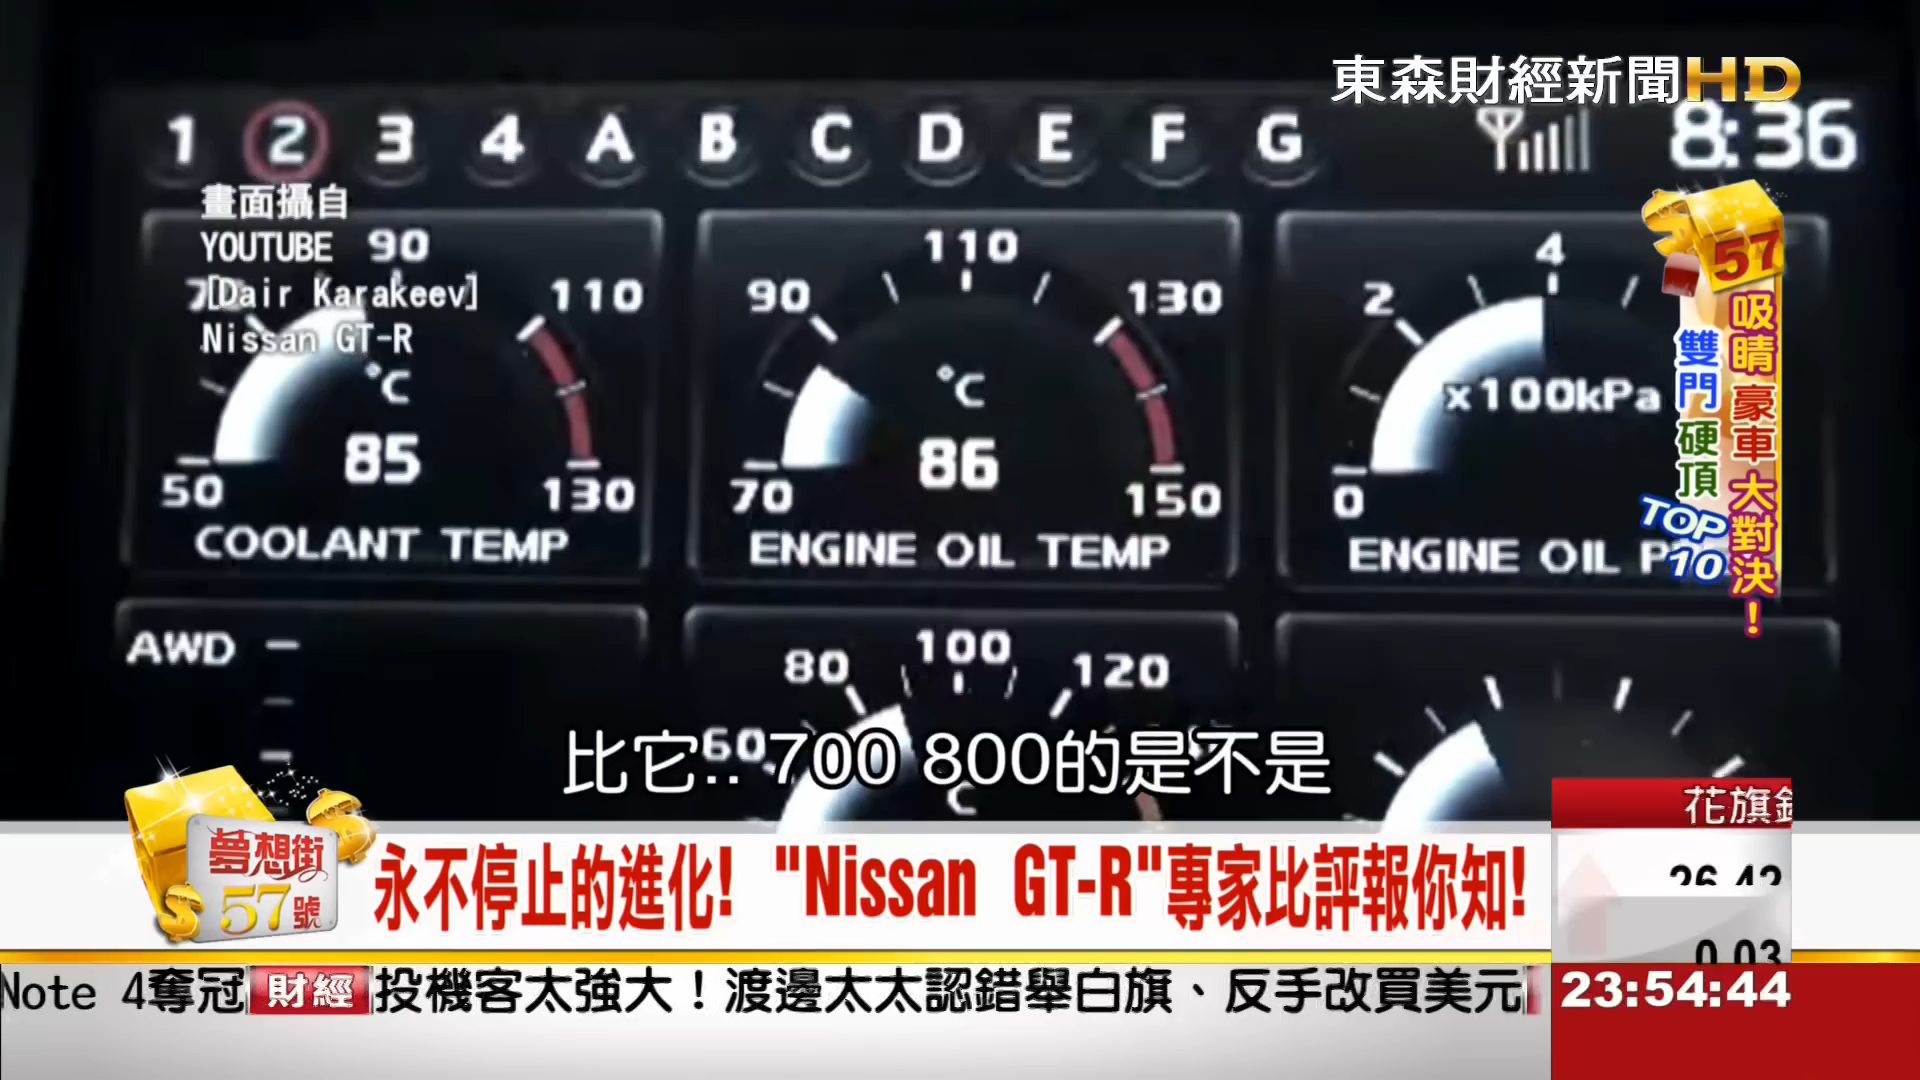 東森財經新聞HD
1 2 3 4 A B C D E F G
8:36
畫面攝自
YOUTUBE
[Dair Karakeev]
Nissan GT-R
90
110
°C
85
50
130
COOLANT TEMP
90
110
130
°C
86
70
150
ENGINE OIL TEMP
2
4
x100kPa
0
ENGINE OIL
57
吸睛豪車大對決!
雙門硬頂
TOP
10
AWD
60
80
100
120
C
比它.. 700 800的是不是
夢想街
57號
永不停止的進化! "Nissan GT-R"專家比評報你知!
花旗
26.42
0.03
Note 4奪冠 財經 投機客太強大!渡邊太太認錯舉白旗、反手改買美元
23:54:44